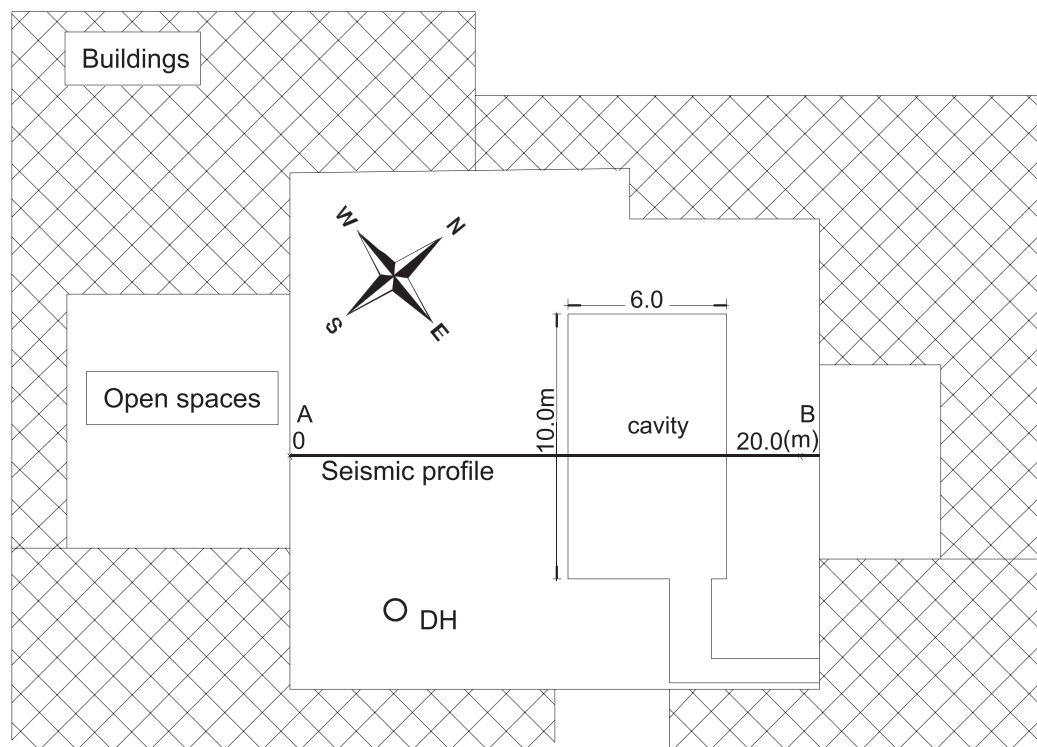 Buildings
W
N
S
E
6.0
Open spaces
10.0m
A
0
cavity
B
20.0(m)
Seismic profile
DH